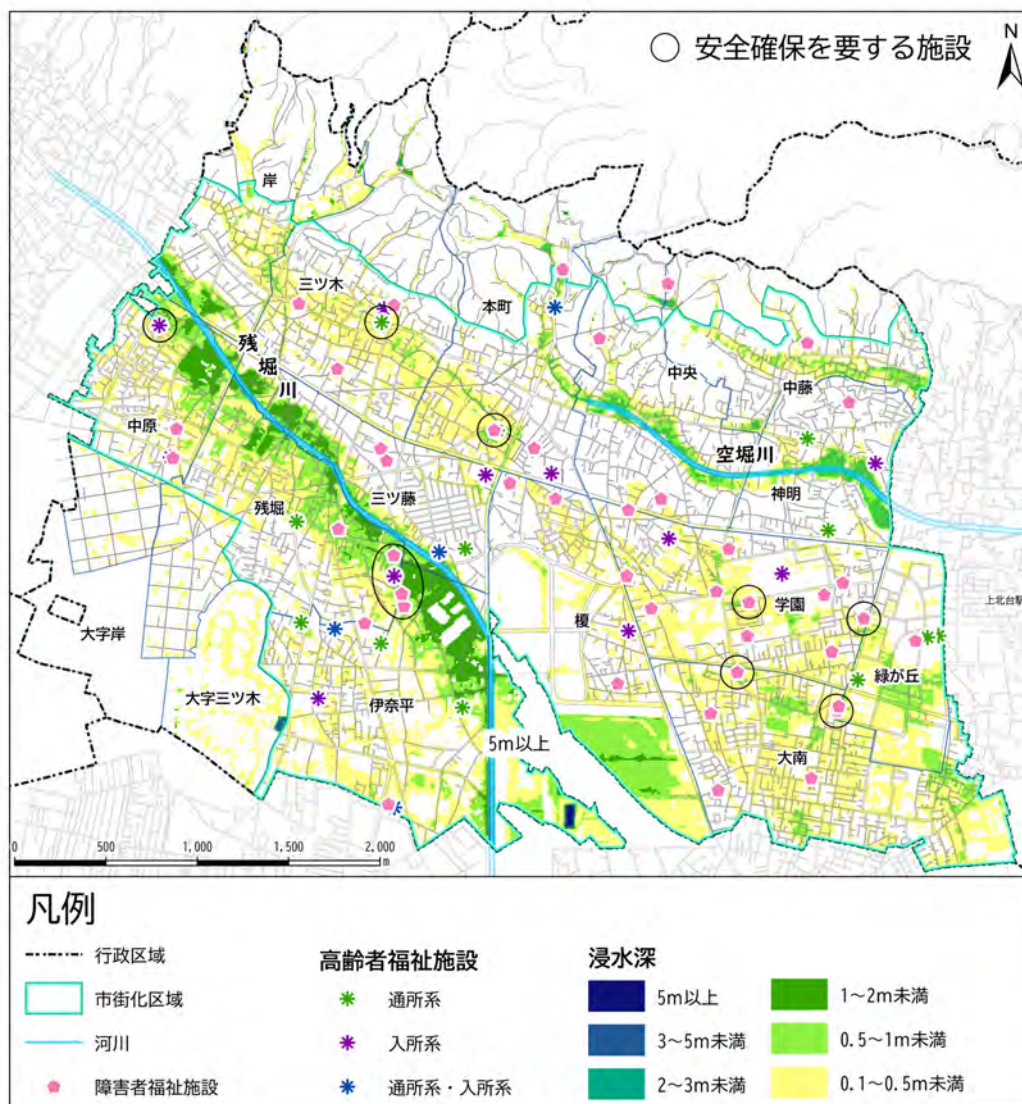 ○ 安全確保を要する施設
N
岸
三ツ木
本町
残堀川
中央
中藤
中原
空堀川
神明
三ツ藤
残堀
学園
榎
上北台駅
大字岸
緑が丘
大字三ツ木
伊奈平
5m以上
大南
0 500 1,000 1,500 2,000
m
凡例
行政区域
市街化区域
河川
障害者福祉施設
高齢者福祉施設
通所系
入所系
通所系・入所系
浸水深
5m以上
3~5m未満
2~3m未満
1~2m未満
0.5~1m未満
0.1~0.5m未満